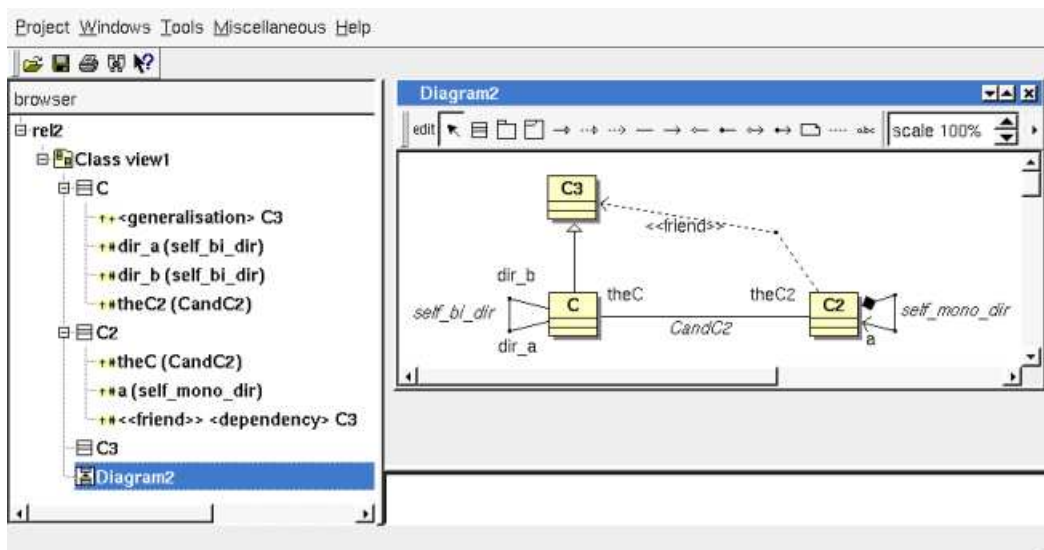 Project Windows Tools Miscellaneous Help
browser
rel2
Class view1
C
<generalisation> C3
dir_a (self_bi_dir)
dir_b (self_bi_dir)
theC2 (CandC2)
C2
theC (CandC2)
a (self_mono_dir)
<<friend>> <dependency> C3
C3
Diagram2
Diagram2
edit
abc
scale 100%
C3
<<friend>>
dir_b
theC
theC2
self_bi_dir
C
C2
self_mono_dir
CandC2
dir_a
a